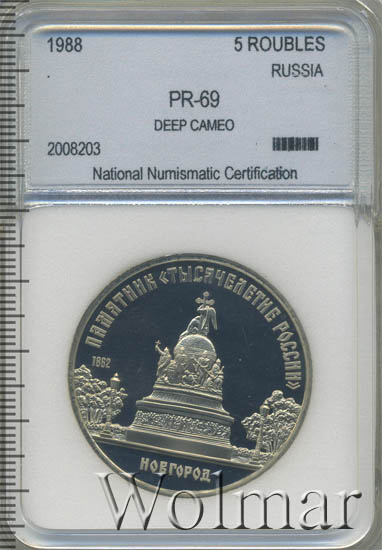 1988 5 ROUBLES
RUSSIA
PR-69
DEEP CAMEO
2008203
National Numismatic Certification
ПАМЯТНИК «ТЫСЯЧЕЛЕТИЕ РОССИИ»
1862
НОВГОРОД
Wolmar